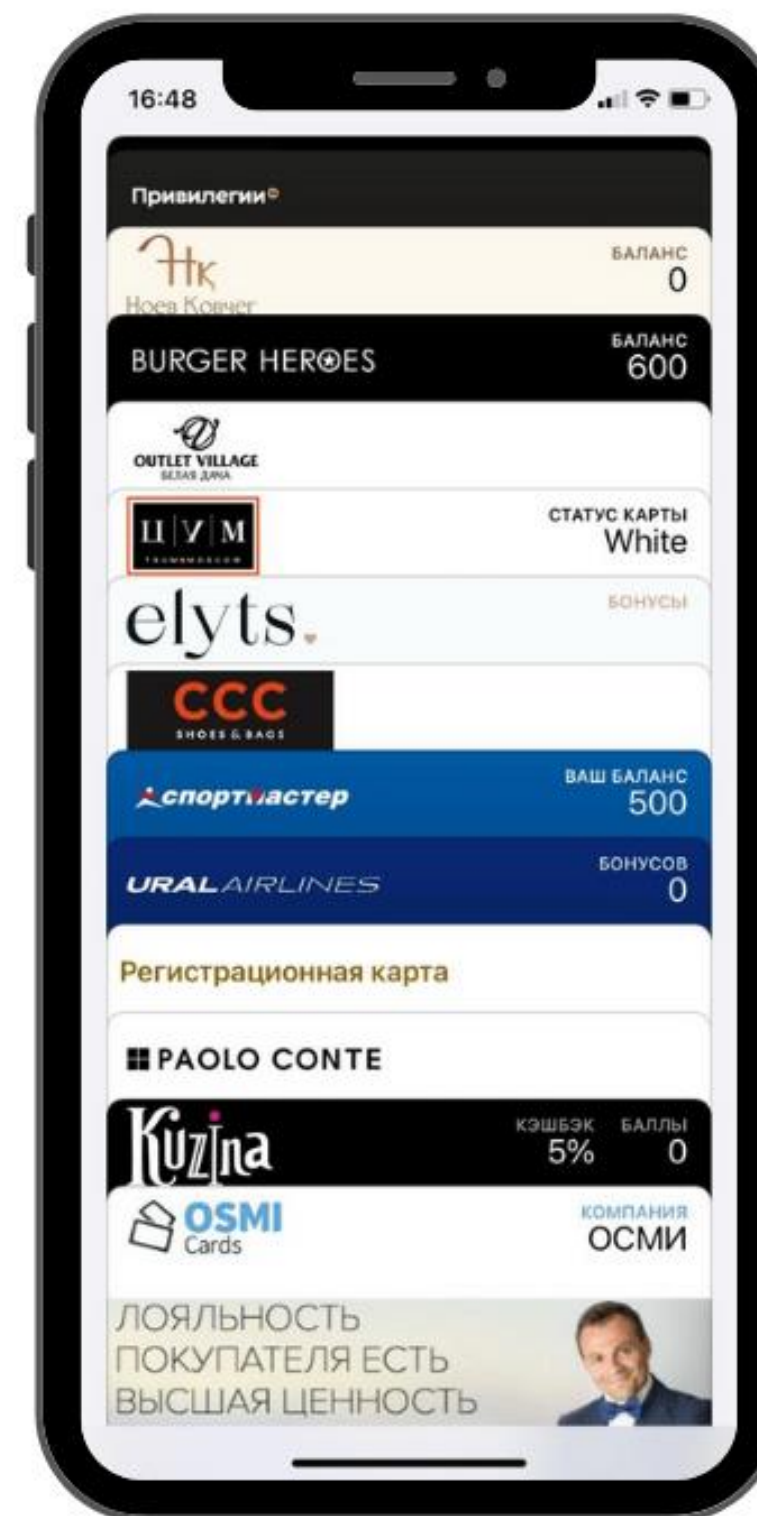 16:48
Привилегии
Нк
БАЛАНС
0
Ноев Ковчег
BURGER HEROES
БАЛАНС
600
OUTLET VILLAGE
БЕЛАЯ ДАЧА
Ц У М
СТАТУС КАРТЫ
White
elyts.
БОНУСЫ
CCC
SHOES & BAGS
спортмастер
ВАШ БАЛАНС
500
URAL AIRLINES
БОНУСОВ
0
Регистрационная карта
PAOLO CONTE
Kuzina
КЭШБЭК БАЛЛЫ
5% 0
OSMI
Cards
КОМПАНИЯ
ОСМИ
ЛОЯЛЬНОСТЬ
ПОКУПАТЕЛЯ ЕСТЬ
ВЫСШАЯ ЦЕННОСТЬ